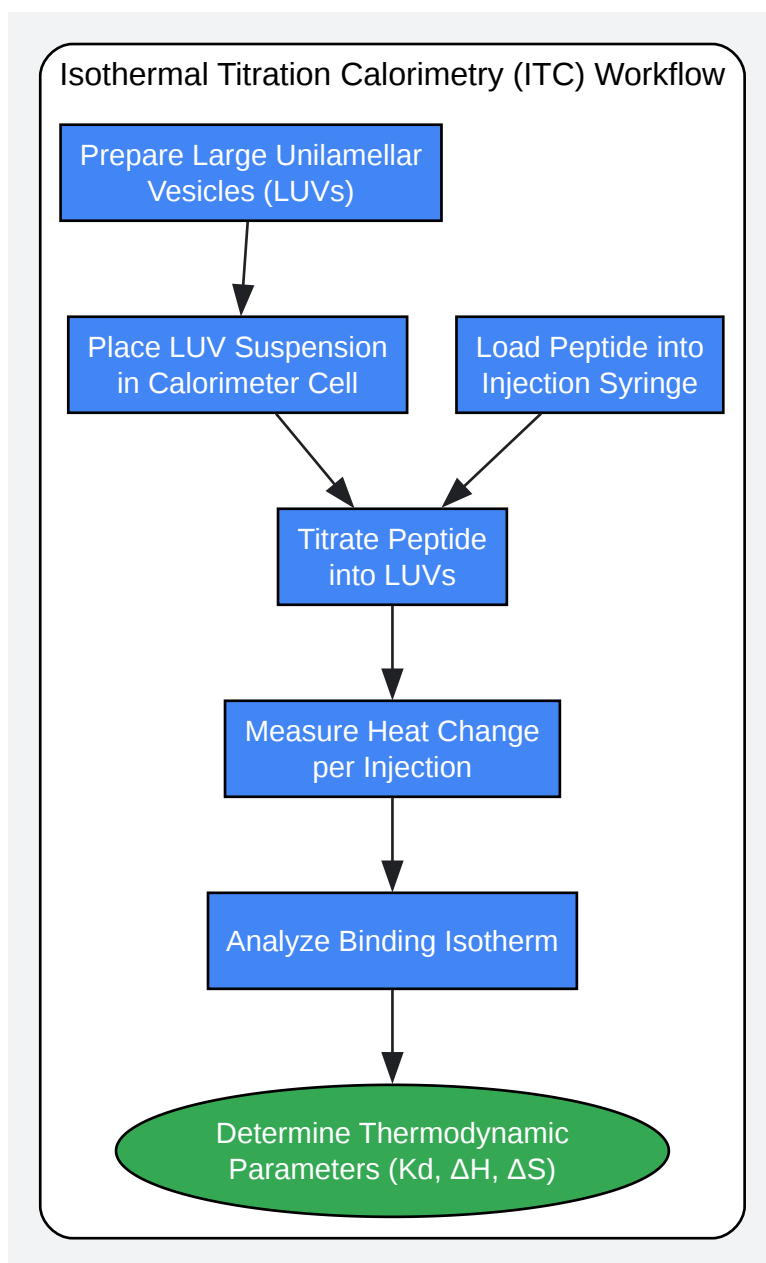 Isothermal Titration Calorimetry (ITC) Workflow
Prepare Large Unilamellar
Vesicles (LUVs)
Place LUV Suspension
in Calorimeter Cell
Load Peptide into
Injection Syringe
Titrate Peptide
into LUVs
Measure Heat Change
per Injection
Analyze Binding Isotherm
Determine Thermodynamic
Parameters (Kd, ΔH, ΔS)